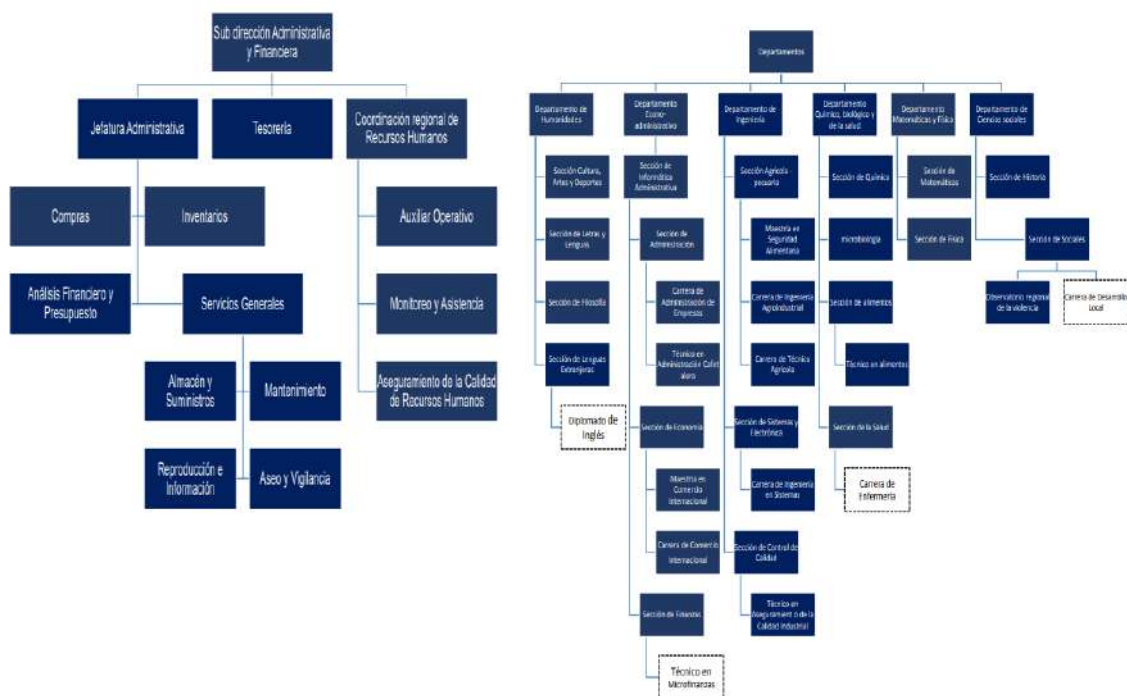 Sub dirección Administrativa
y Financiera
Jefatura Administrativa
Tesorería
Coordinación regional de
Recursos Humanos
Compras
Inventarios
Auxiliar Operativo
Análisis Financiero y
Presupuesto
Servicios Generales
Monitoreo y Asistencia
Almacén y
Suministros
Mantenimiento
Aseguramiento de la Calidad
de Recursos Humanos
Reproducción e
Información
Aseo y Vigilancia
Departamentos
Departamento de
Humanidades
Departamento
Econo-
administrativo
Departamento de
Ingeniería
Departamento
Químico, biológico y
de la salud
Departamento
Matemáticas y Física
Departamento de
Ciencias sociales
Sección Cultura,
Artes y Deportes
Sección de Letras y
Lenguas
Sección de Filosofía
Sección de Lenguas
Extranjeras
Diplomado de
Inglés
Sección de
Informática
Administrativa
Sección de
Administración
Carrera de
Administración de
Empresas
Técnico en
Administración Cafet
alera
Sección de Economía
Maestría en
Comercio
Internacional
Carrera de Comercio
Internacional
Sección de Finanzas
Técnico en
Microfinanzas
Sección Agrícola -
pecuaria
Maestría en
Seguridad
Alimentaria
Carrera de Ingeniería
Agroindustrial
Carrera de Técnico
Agrícola
Sección de Sistemas y
Electrónica
Carrera de Ingeniería
en Sistemas
Sección de Control de
Calidad
Técnico en
Aseguramiento de la
Calidad Industrial
Sección de Química
microbiología
Sección de alimentos
Técnico en alimentos
Sección de la Salud
Carrera de
Enfermería
Sección de
Matemáticas
Sección de Física
Sección de Historia
Sección de Sociales
Observatorio regional
de la violencia
Carrera de Desarrollo
Local